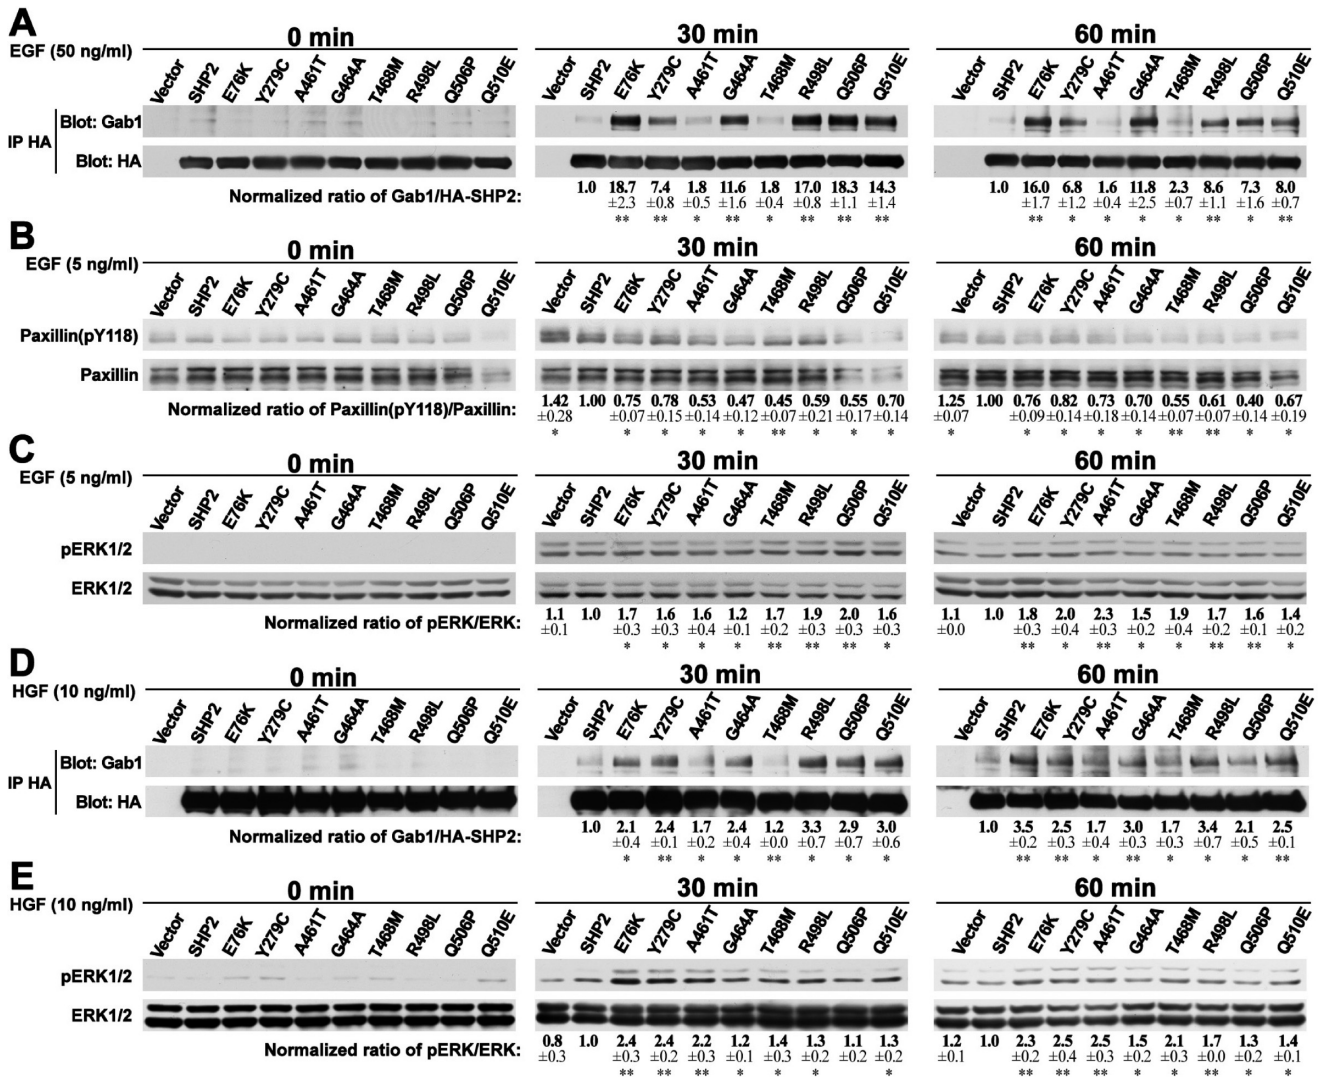 A
0 min
30 min
60 min
EGF (50 ng/ml)
Vector SHP2 E76K Y279C A461T G464A T468M R498L Q506P Q510E
Vector SHP2 E76K Y279C A461T G464A T468M R498L Q506P Q510E
Vector SHP2 E76K Y279C A461T G464A T468M R498L Q506P Q510E
IP HA
Blot: Gab1
Blot: HA
Normalized ratio of Gab1/HA-SHP2:
1.0 18.7 7.4 1.8 11.6 1.8 17.0 18.3 14.3
±2.3 ±0.8 ±0.5 ±1.6 ±0.4 ±0.8 ±1.1 ±1.4
** ** * ** * ** ** **
1.0 16.0 6.8 1.6 11.8 2.3 8.6 7.3 8.0
±1.7 ±1.2 ±0.4 ±2.5 ±0.7 ±1.1 ±1.6 ±0.7
** * * * * ** * **
B
0 min
30 min
60 min
EGF (5 ng/ml)
Vector SHP2 E76K Y279C A461T G464A T468M R498L Q506P Q510E
Vector SHP2 E76K Y279C A461T G464A T468M R498L Q506P Q510E
Vector SHP2 E76K Y279C A461T G464A T468M R498L Q506P Q510E
Paxillin(pY118)
Paxillin
Normalized ratio of Paxillin(pY118)/Paxillin:
1.42 1.00 0.75 0.78 0.53 0.47 0.45 0.59 0.55 0.70
±0.28 ±0.07 ±0.15 ±0.14 ±0.12 ±0.07 ±0.21 ±0.17 ±0.14
* * * * * ** * * *
1.25 1.00 0.76 0.82 0.73 0.70 0.55 0.61 0.40 0.67
±0.07 ±0.09 ±0.14 ±0.18 ±0.14 ±0.07 ±0.07 ±0.14 ±0.19
* * * * * ** ** * *
C
0 min
30 min
60 min
EGF (5 ng/ml)
Vector SHP2 E76K Y279C A461T G464A T468M R498L Q506P Q510E
Vector SHP2 E76K Y279C A461T G464A T468M R498L Q506P Q510E
Vector SHP2 E76K Y279C A461T G464A T468M R498L Q506P Q510E
pERK1/2
ERK1/2
Normalized ratio of pERK/ERK:
1.1 1.0 1.7 1.6 1.6 1.2 1.7 1.9 2.0 1.6
±0.1 ±0.3 ±0.3 ±0.4 ±0.1 ±0.2 ±0.3 ±0.3 ±0.3
* * * * ** ** ** *
1.1 1.0 1.8 2.0 2.3 1.5 1.9 1.7 1.6 1.4
±0.0 ±0.3 ±0.4 ±0.3 ±0.2 ±0.4 ±0.2 ±0.1 ±0.2
** * ** * * ** ** *
D
0 min
30 min
60 min
HGF (10 ng/ml)
Vector SHP2 E76K Y279C A461T G464A T468M R498L Q506P Q510E
Vector SHP2 E76K Y279C A461T G464A T468M R498L Q506P Q510E
Vector SHP2 E76K Y279C A461T G464A T468M R498L Q506P Q510E
IP HA
Blot: Gab1
Blot: HA
Normalized ratio of Gab1/HA-SHP2:
1.0 2.1 2.4 1.7 2.4 1.2 3.3 2.9 3.0
±0.4 ±0.1 ±0.2 ±0.4 ±0.0 ±0.7 ±0.7 ±0.6
* ** * * ** * * *
1.0 3.5 2.5 1.7 3.0 1.7 3.4 2.1 2.5
±0.2 ±0.3 ±0.4 ±0.3 ±0.3 ±0.7 ±0.5 ±0.1
** ** * ** * * * **
E
0 min
30 min
60 min
HGF (10 ng/ml)
Vector SHP2 E76K Y279C A461T G464A T468M R498L Q506P Q510E
Vector SHP2 E76K Y279C A461T G464A T468M R498L Q506P Q510E
Vector SHP2 E76K Y279C A461T G464A T468M R498L Q506P Q510E
pERK1/2
ERK1/2
Normalized ratio of pERK/ERK:
0.8 1.0 2.4 2.4 2.2 1.2 1.4 1.3 1.1 1.3
±0.3 ±0.3 ±0.2 ±0.3 ±0.1 ±0.3 ±0.2 ±0.2 ±0.2
** ** ** * * * *
1.2 1.0 2.3 2.5 2.5 1.5 2.1 1.7 1.3 1.4
±0.1 ±0.2 ±0.4 ±0.3 ±0.2 ±0.3 ±0.0 ±0.2 ±0.1
** ** ** * * ** * *